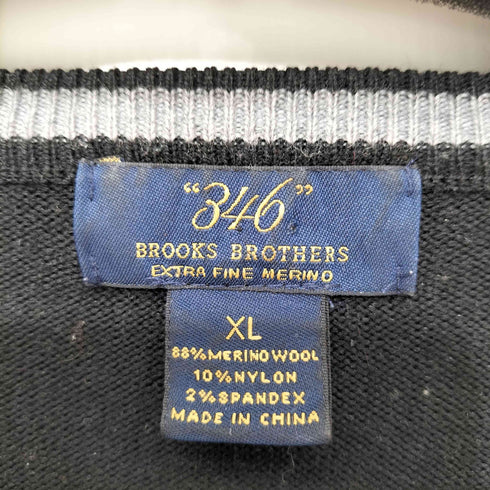 "346"
BROOKS BROTHERS
EXTRA FINE MERINO
XL
88% MERINO WOOL
10% NYLON
2% SPANDEX
MADE IN CHINA